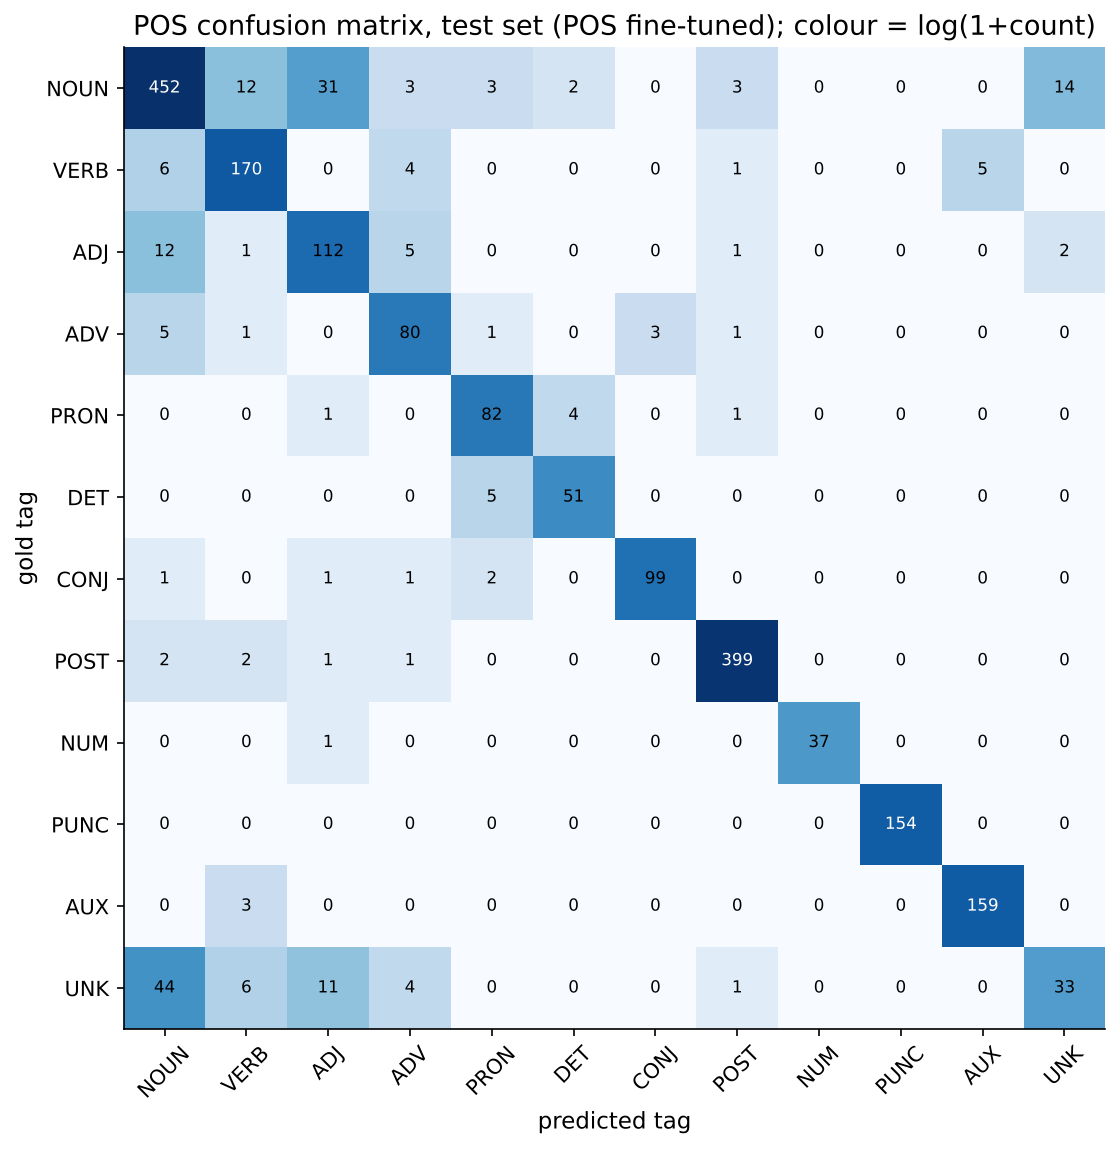 POS confusion matrix, test set (POS fine-tuned); colour = log(1+count)
NOUN 452 12 31 3 3 2 0 3 0 0 0 14
VERB 6 170 0 4 0 0 0 1 0 0 5 0
ADJ 12 1 112 5 0 0 0 1 0 0 0 2
ADV 5 1 0 80 1 0 3 1 0 0 0 0
PRON 0 0 1 0 82 4 0 1 0 0 0 0
DET 0 0 0 0 5 51 0 0 0 0 0 0
CONJ 1 0 1 1 2 0 99 0 0 0 0 0
POST 2 2 1 1 0 0 0 399 0 0 0 0
NUM 0 0 1 0 0 0 0 0 37 0 0 0
PUNC 0 0 0 0 0 0 0 0 0 154 0 0
AUX 0 3 0 0 0 0 0 0 0 0 159 0
UNK 44 6 11 4 0 0 0 1 0 0 0 33
NOUN VERB ADJ ADV PRON DET CONJ POST NUM PUNC AUX UNK
predicted tag
gold tag